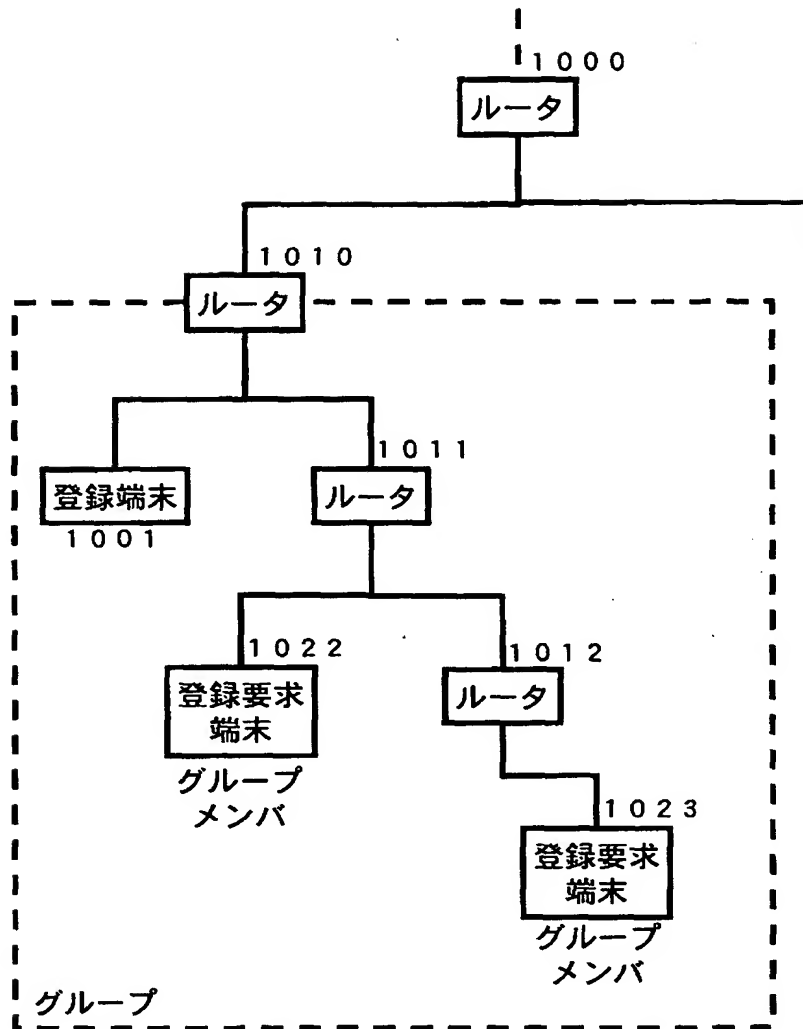 １０００
ルータ
１０１０
ルータ
１０１１
登録端末
ルータ
１００１
１０２２
１０１２
登録要求
端末
ルータ
グループ
メンバ
１０２３
登録要求
端末
グループ
メンバ
グループ